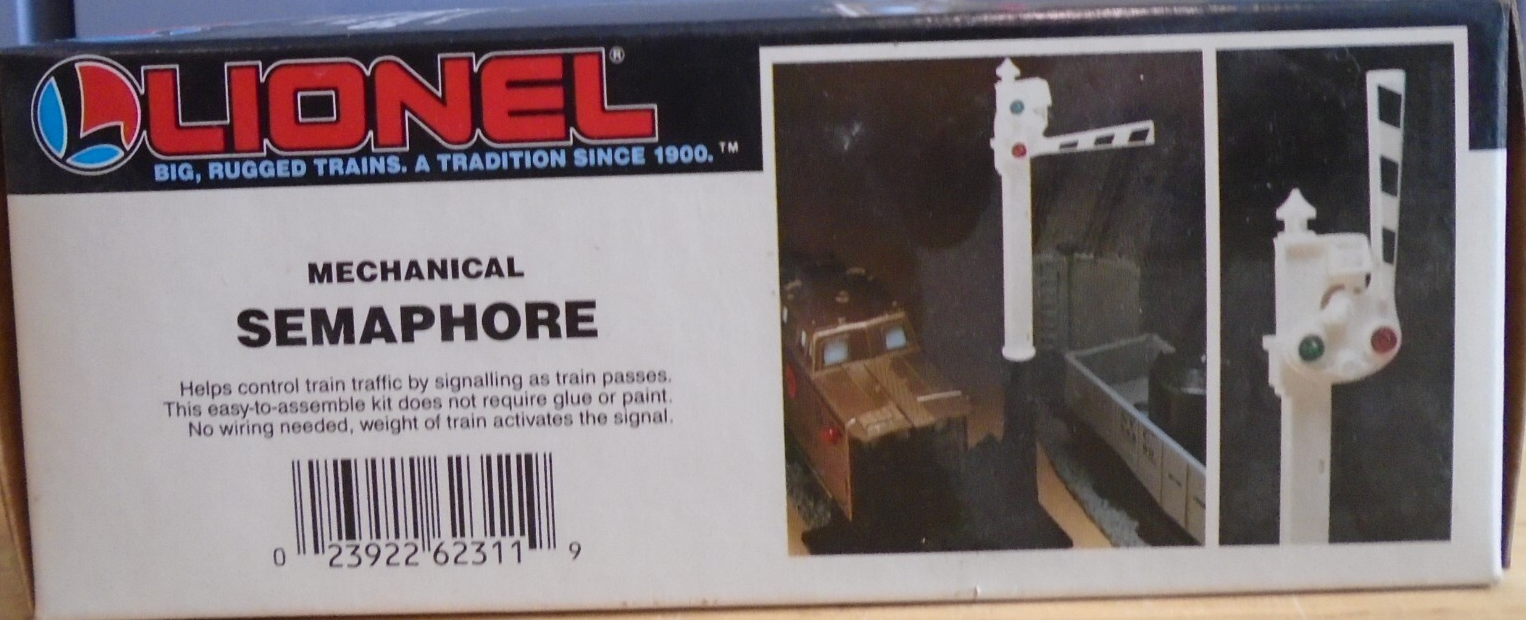 LIONEL®
BIG, RUGGED TRAINS. A TRADITION SINCE 1900.™
MECHANICAL
SEMAPHORE
Helps control train traffic by signalling as train passes.
This easy-to-assemble kit does not require glue or paint.
No wiring needed, weight of train activates the signal.
0 23922 62311 9